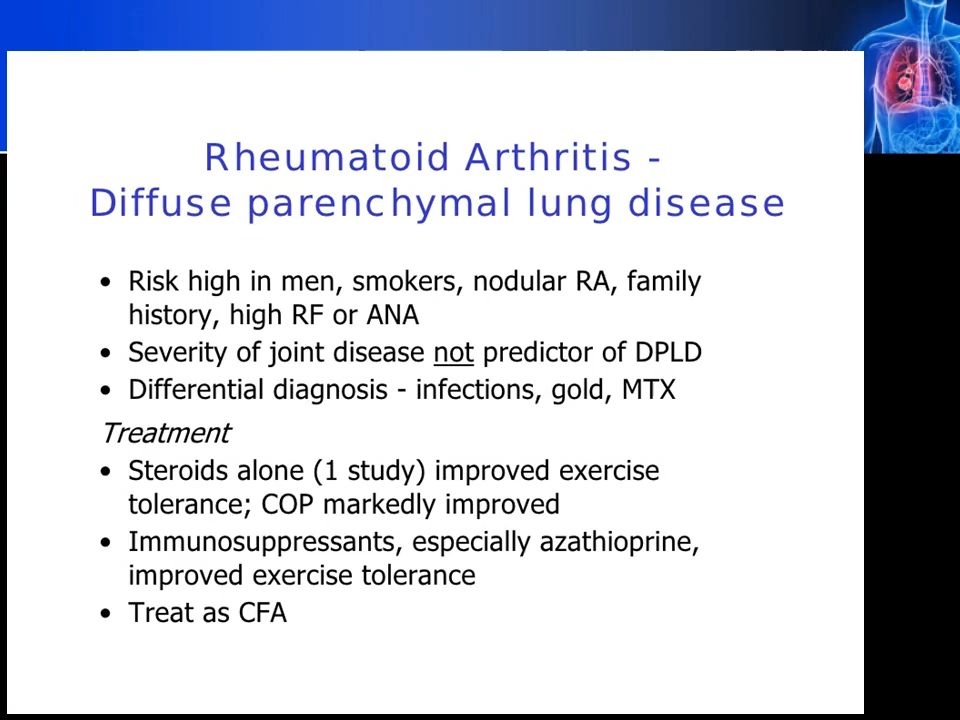 Rheumatoid Arthritis -
Diffuse parenchymal lung disease
• Risk high in men, smokers, nodular RA, family
history, high RF or ANA
• Severity of joint disease not predictor of DPLD
• Differential diagnosis - infections, gold, MTX
Treatment
• Steroids alone (1 study) improved exercise
tolerance; COP markedly improved
• Immunosuppressants, especially azathioprine,
improved exercise tolerance
• Treat as CFA